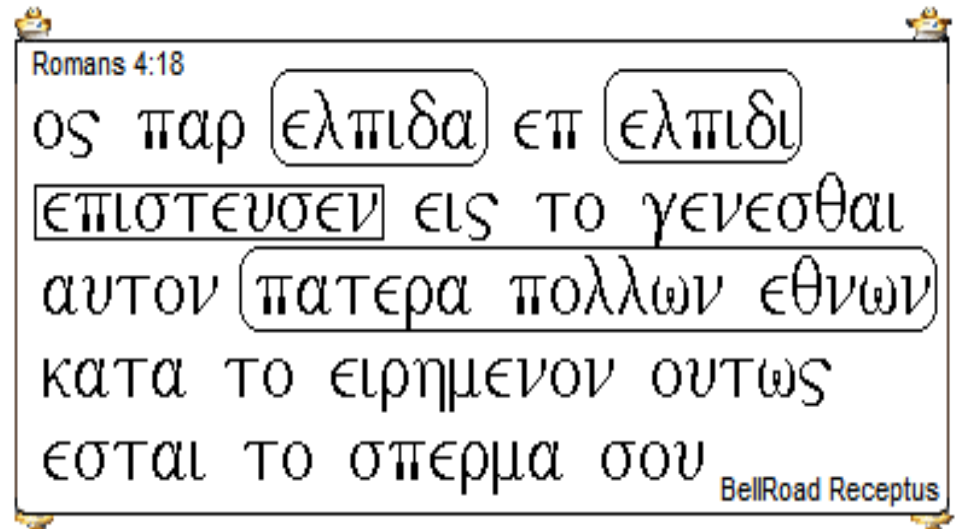 Romans 4:18
ος παρ ελπιδα επ ελπιδι
επιστευσεν εις το γενεσθαι
αυτον πατερα πολλων εθνων
κατα το ειρημενον ουτως
εσται το σπερμα σου
BellRoad Receptus